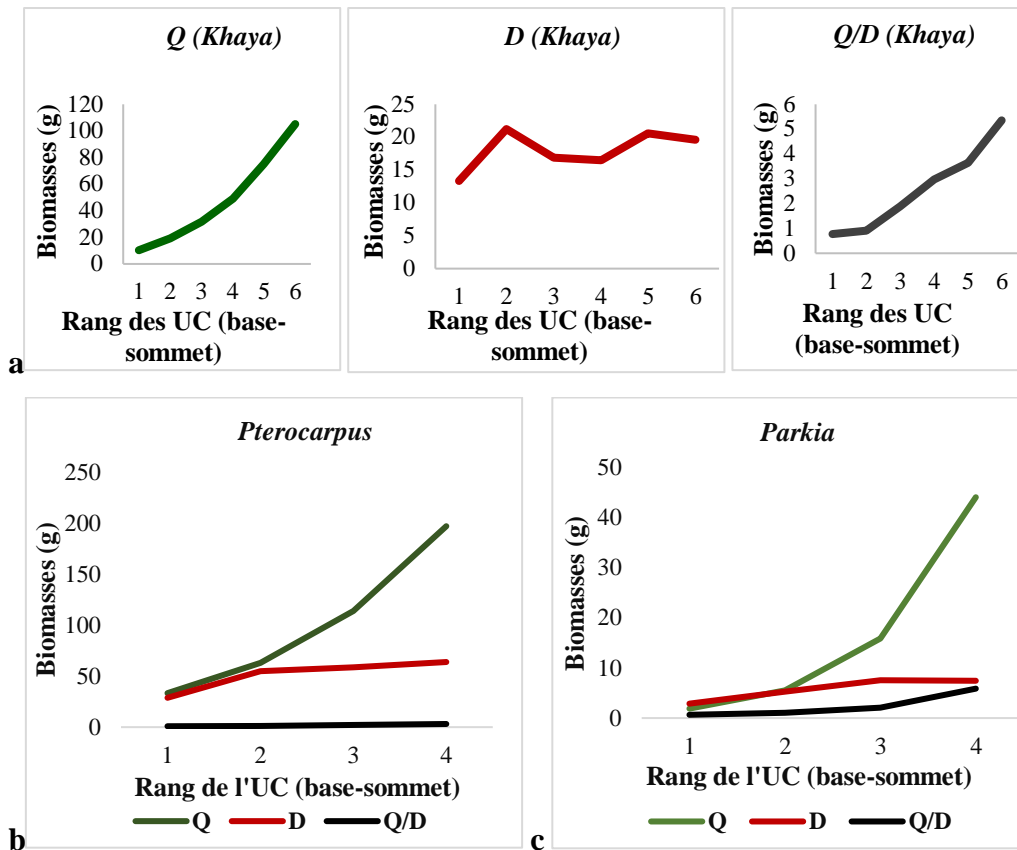 Q (Khaya)
Biomasses (g)
120
100
80
60
40
20
0
1 2 3 4 5 6
Rang des UC (base-
sommet)
D (Khaya)
Biomasses (g)
25
20
15
10
5
0
1 2 3 4 5 6
Rang des UC (base-
sommet)
Q/D (Khaya)
Biomasses (g)
6
5
4
3
2
1
0
1 2 3 4 5 6
Rang des UC
(base-sommet)
a
Pterocarpus
Biomasses (g)
250
200
150
100
50
0
1 2 3 4
Rang de l'UC (base-sommet)
Q D Q/D
b
Parkia
Biomasses (g)
50
40
30
20
10
0
1 2 3 4
Rang de l'UC (base-sommet)
Q D Q/D
c